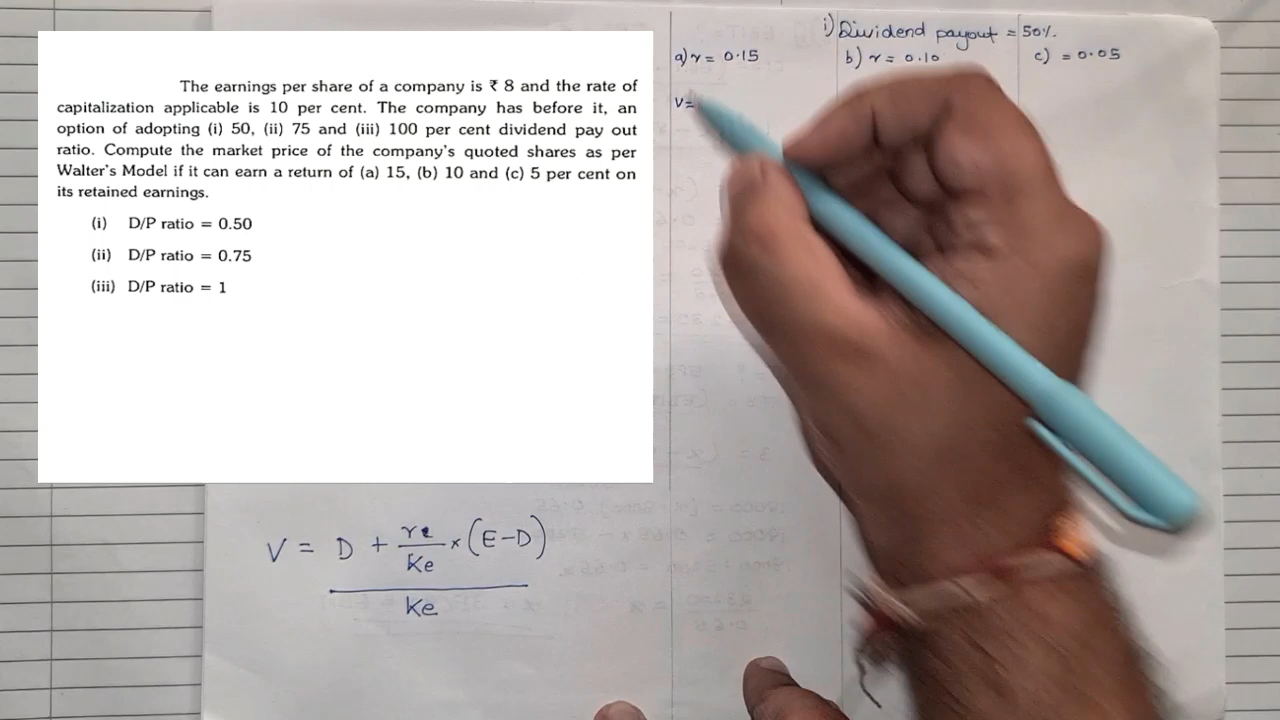 The earnings per share of a company is ₹ 8 and the rate of
capitalization applicable is 10 per cent. The company has before it, an
option of adopting (i) 50, (ii) 75 and (iii) 100 per cent dividend pay out
ratio. Compute the market price of the company's quoted shares as per
Walter's Model if it can earn a return of (a) 15, (b) 10 and (c) 5 per cent on
its retained earnings.
(i) D/P ratio = 0.50
(ii) D/P ratio = 0.75
(iii) D/P ratio = 1
i) Dividend payout = 50%.
a) r = 0.15 b) r = 0.10 c) = 0.05
V=
V = D + re/Ke × (E-D)
Ke